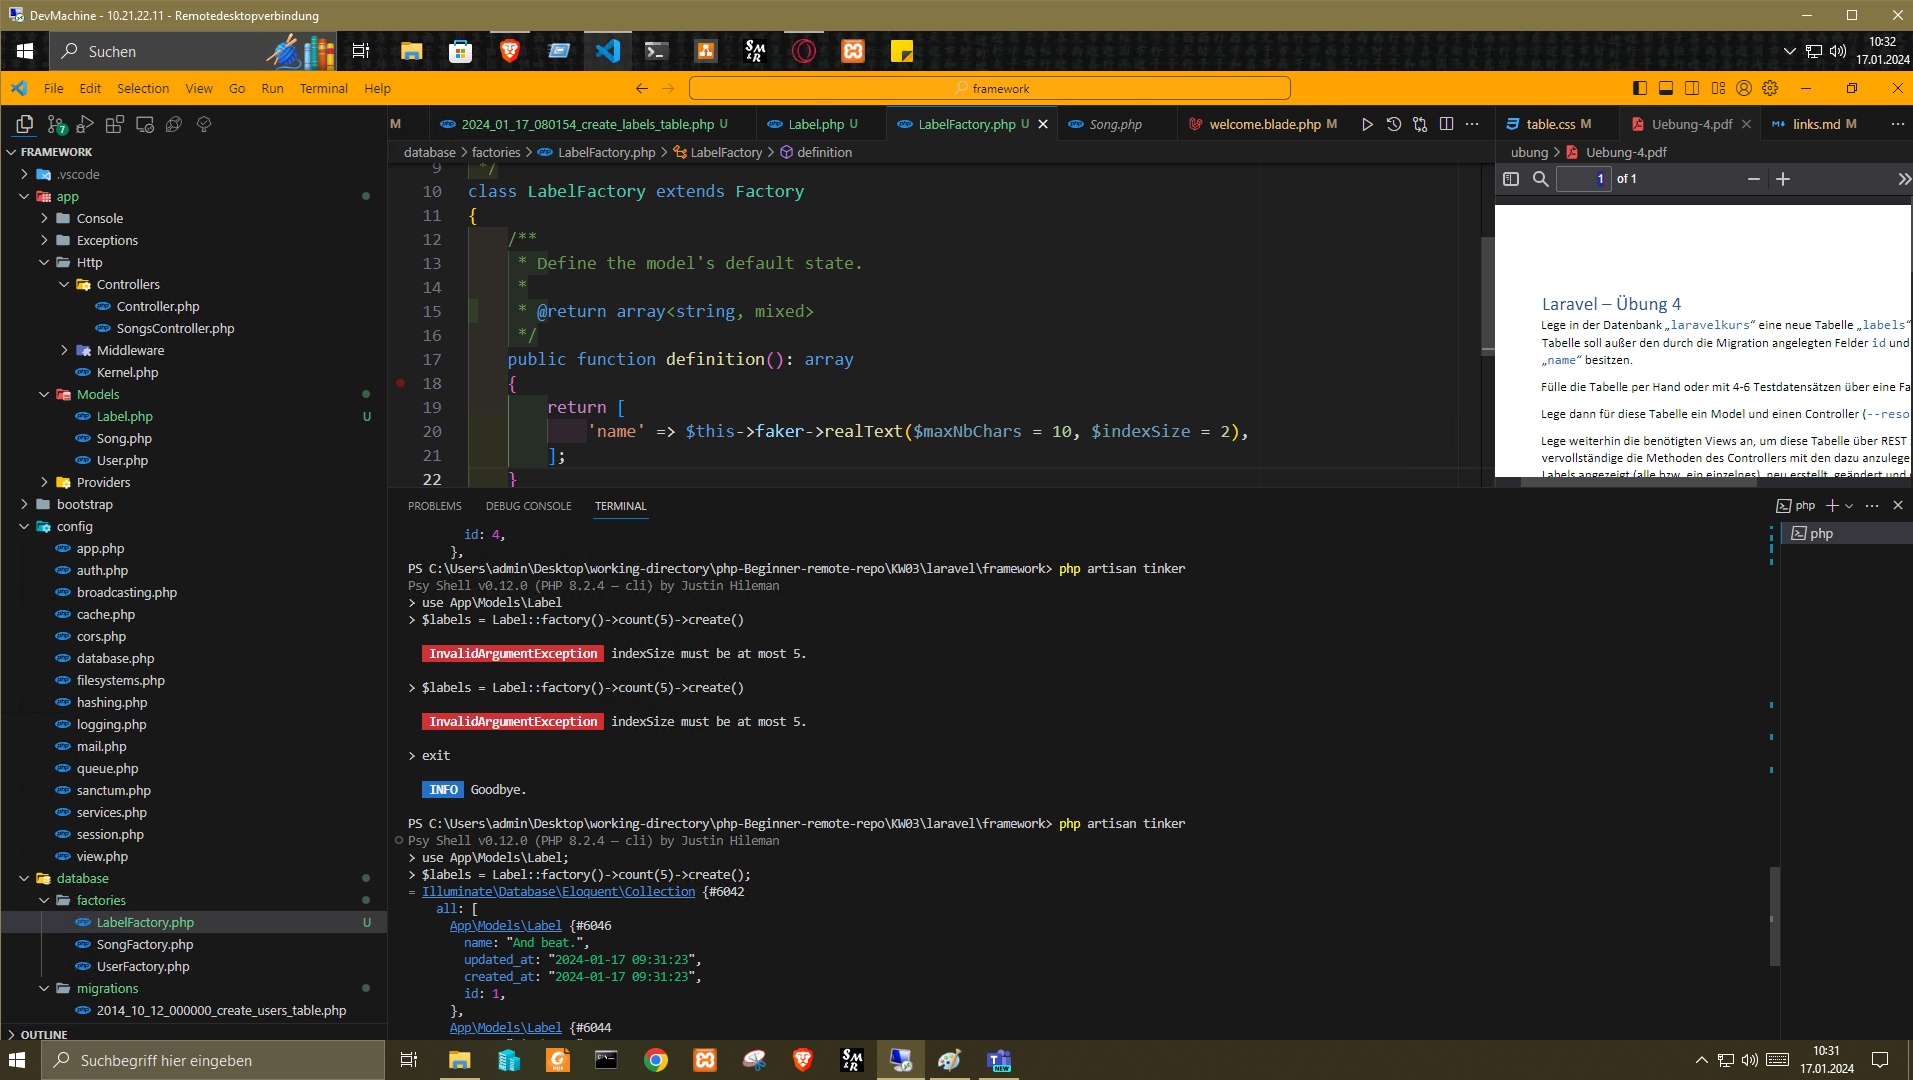 DevMachine - 10.21.22.11 - Remotedesktopverbindung
Suchen
10:32
17.01.2024
File Edit Selection View Go Run Terminal Help
framework
FRAMEWORK
.vscode
app
Console
Exceptions
Http
Controllers
Controller.php
SongsController.php
Middleware
Kernel.php
Models
Label.php U
Song.php
User.php
Providers
bootstrap
config
app.php
auth.php
broadcasting.php
cache.php
cors.php
database.php
filesystems.php
hashing.php
logging.php
mail.php
queue.php
sanctum.php
services.php
session.php
view.php
database
factories
LabelFactory.php U
SongFactory.php
UserFactory.php
migrations
2014_10_12_000000_create_users_table.php
OUTLINE
M 2024_01_17_080154_create_labels_table.php U Label.php U LabelFactory.php U Song.php welcome.blade.php M
database > factories > LabelFactory.php > LabelFactory > definition
9 */
10 class LabelFactory extends Factory
11 {
12 /**
13 * Define the model's default state.
14 *
15 * @return array<string, mixed>
16 */
17 public function definition(): array
18 {
19 return [
20 'name' => $this->faker->realText($maxNbChars = 10, $indexSize = 2),
21 ];
22 }
table.css M Uebung-4.pdf links.md M
ubung > Uebung-4.pdf
1 of 1
Laravel – Übung 4
Lege in der Datenbank „laravelkurs“ eine neue Tabelle „labels“
Tabelle soll außer den durch die Migration angelegten Felder id und
„name“ besitzen.
Fülle die Tabelle per Hand oder mit 4-6 Testdatensätzen über eine Fa
Lege dann für diese Tabelle ein Model und einen Controller (--reso
Lege weiterhin die benötigten Views an, um diese Tabelle über REST
vervollständige die Methoden des Controllers mit den dazu anzulege
Labels angezeigt (alle bzw. ein einzelnes), neu erstellt, geändert und
PROBLEMS DEBUG CONSOLE TERMINAL
php
php
id: 4,
},
PS C:\Users\admin\Desktop\working-directory\php-Beginner-remote-repo\KW03\laravel\framework> php artisan tinker
Psy Shell v0.12.0 (PHP 8.2.4 — cli) by Justin Hileman
> use App\Models\Label
> $labels = Label::factory()->count(5)->create()
InvalidArgumentException indexSize must be at most 5.
> $labels = Label::factory()->count(5)->create()
InvalidArgumentException indexSize must be at most 5.
> exit
INFO Goodbye.
PS C:\Users\admin\Desktop\working-directory\php-Beginner-remote-repo\KW03\laravel\framework> php artisan tinker
Psy Shell v0.12.0 (PHP 8.2.4 — cli) by Justin Hileman
> use App\Models\Label;
> $labels = Label::factory()->count(5)->create();
= Illuminate\Database\Eloquent\Collection {#6042
all: [
App\Models\Label {#6046
name: "And beat.",
updated_at: "2024-01-17 09:31:23",
created_at: "2024-01-17 09:31:23",
id: 1,
},
App\Models\Label {#6044
Suchbegriff hier eingeben
10:31
17.01.2024